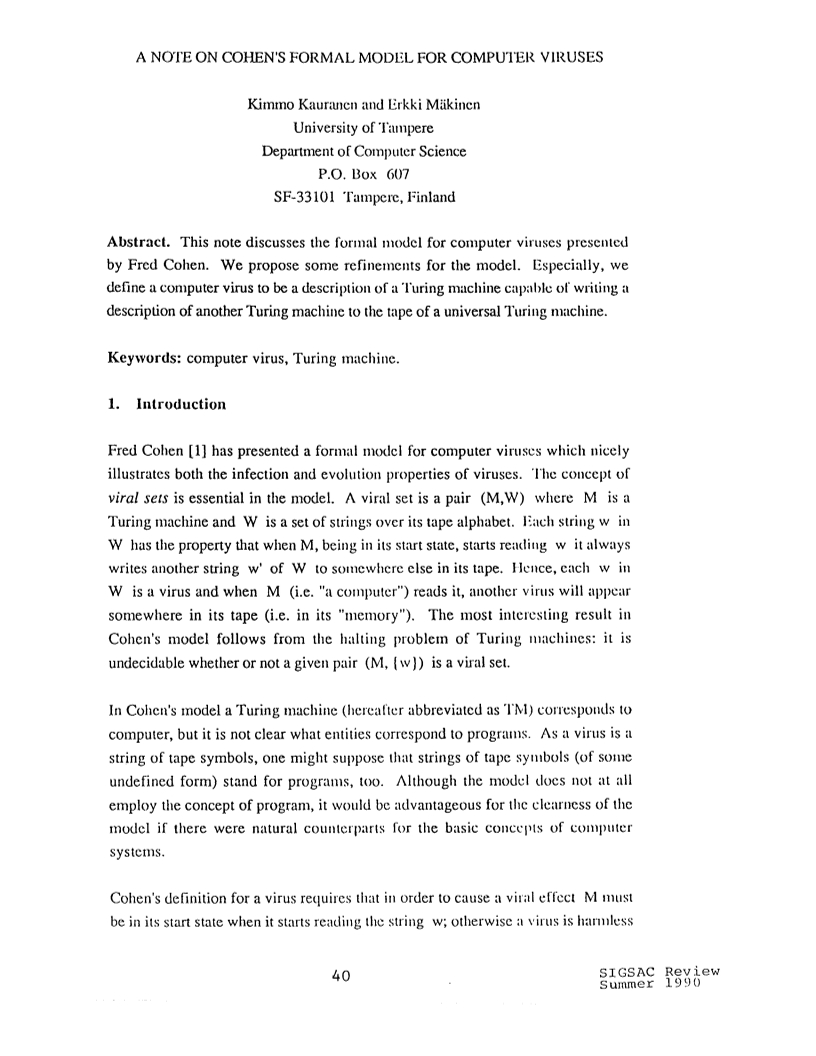 A NOTE ON COHEN'S FORMAL MODEL FOR COMPUTER VIRUSES
Kimmo Kauranen and Erkki Mäkinen
University of Tampere
Department of Computer Science
P.O. Box 607
SF-33101 Tampere, Finland
Abstract. This note discusses the formal model for computer viruses presented
by Fred Cohen. We propose some refinements for the model. Especially, we
define a computer virus to be a description of a Turing machine capable of writing a
description of another Turing machine to the tape of a universal Turing machine.
Keywords: computer virus, Turing machine.
1. Introduction
Fred Cohen [1] has presented a formal model for computer viruses which nicely
illustrates both the infection and evolution properties of viruses. The concept of
viral sets is essential in the model. A viral set is a pair (M,W) where M is a
Turing machine and W is a set of strings over its tape alphabet. Each string w in
W has the property that when M, being in its start state, starts reading w it always
writes another string w' of W to somewhere else in its tape. Hence, each w in
W is a virus and when M (i.e. "a computer") reads it, another virus will appear
somewhere in its tape (i.e. in its "memory"). The most interesting result in
Cohen's model follows from the halting problem of Turing machines: it is
undecidable whether or not a given pair (M, {w}) is a viral set.
In Cohen's model a Turing machine (hereafter abbreviated as TM) corresponds to
computer, but it is not clear what entities correspond to programs. As a virus is a
string of tape symbols, one might suppose that strings of tape symbols (of some
undefined form) stand for programs, too. Although the model does not at all
employ the concept of program, it would be advantageous for the clearness of the
model if there were natural counterparts for the basic concepts of computer
systems.
Cohen's definition for a virus requires that in order to cause a viral effect M must
be in its start state when it starts reading the string w; otherwise a virus is harmless
40
SIGSAC Review
Summer 1990